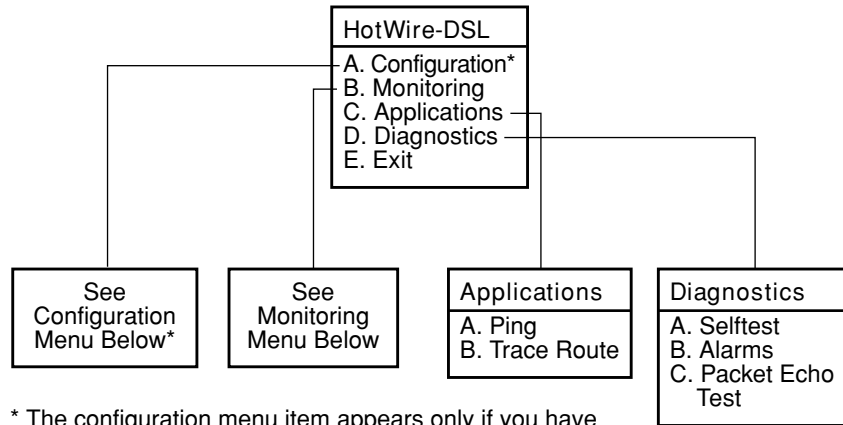 HotWire-DSL
A. Configuration*
B. Monitoring
C. Applications
D. Diagnostics
E. Exit
See
Configuration
Menu Below*
See
Monitoring
Menu Below
Applications
A. Ping
B. Trace Route
Diagnostics
A. Selftest
B. Alarms
C. Packet Echo
Test
* The configuration menu item appears only if you have